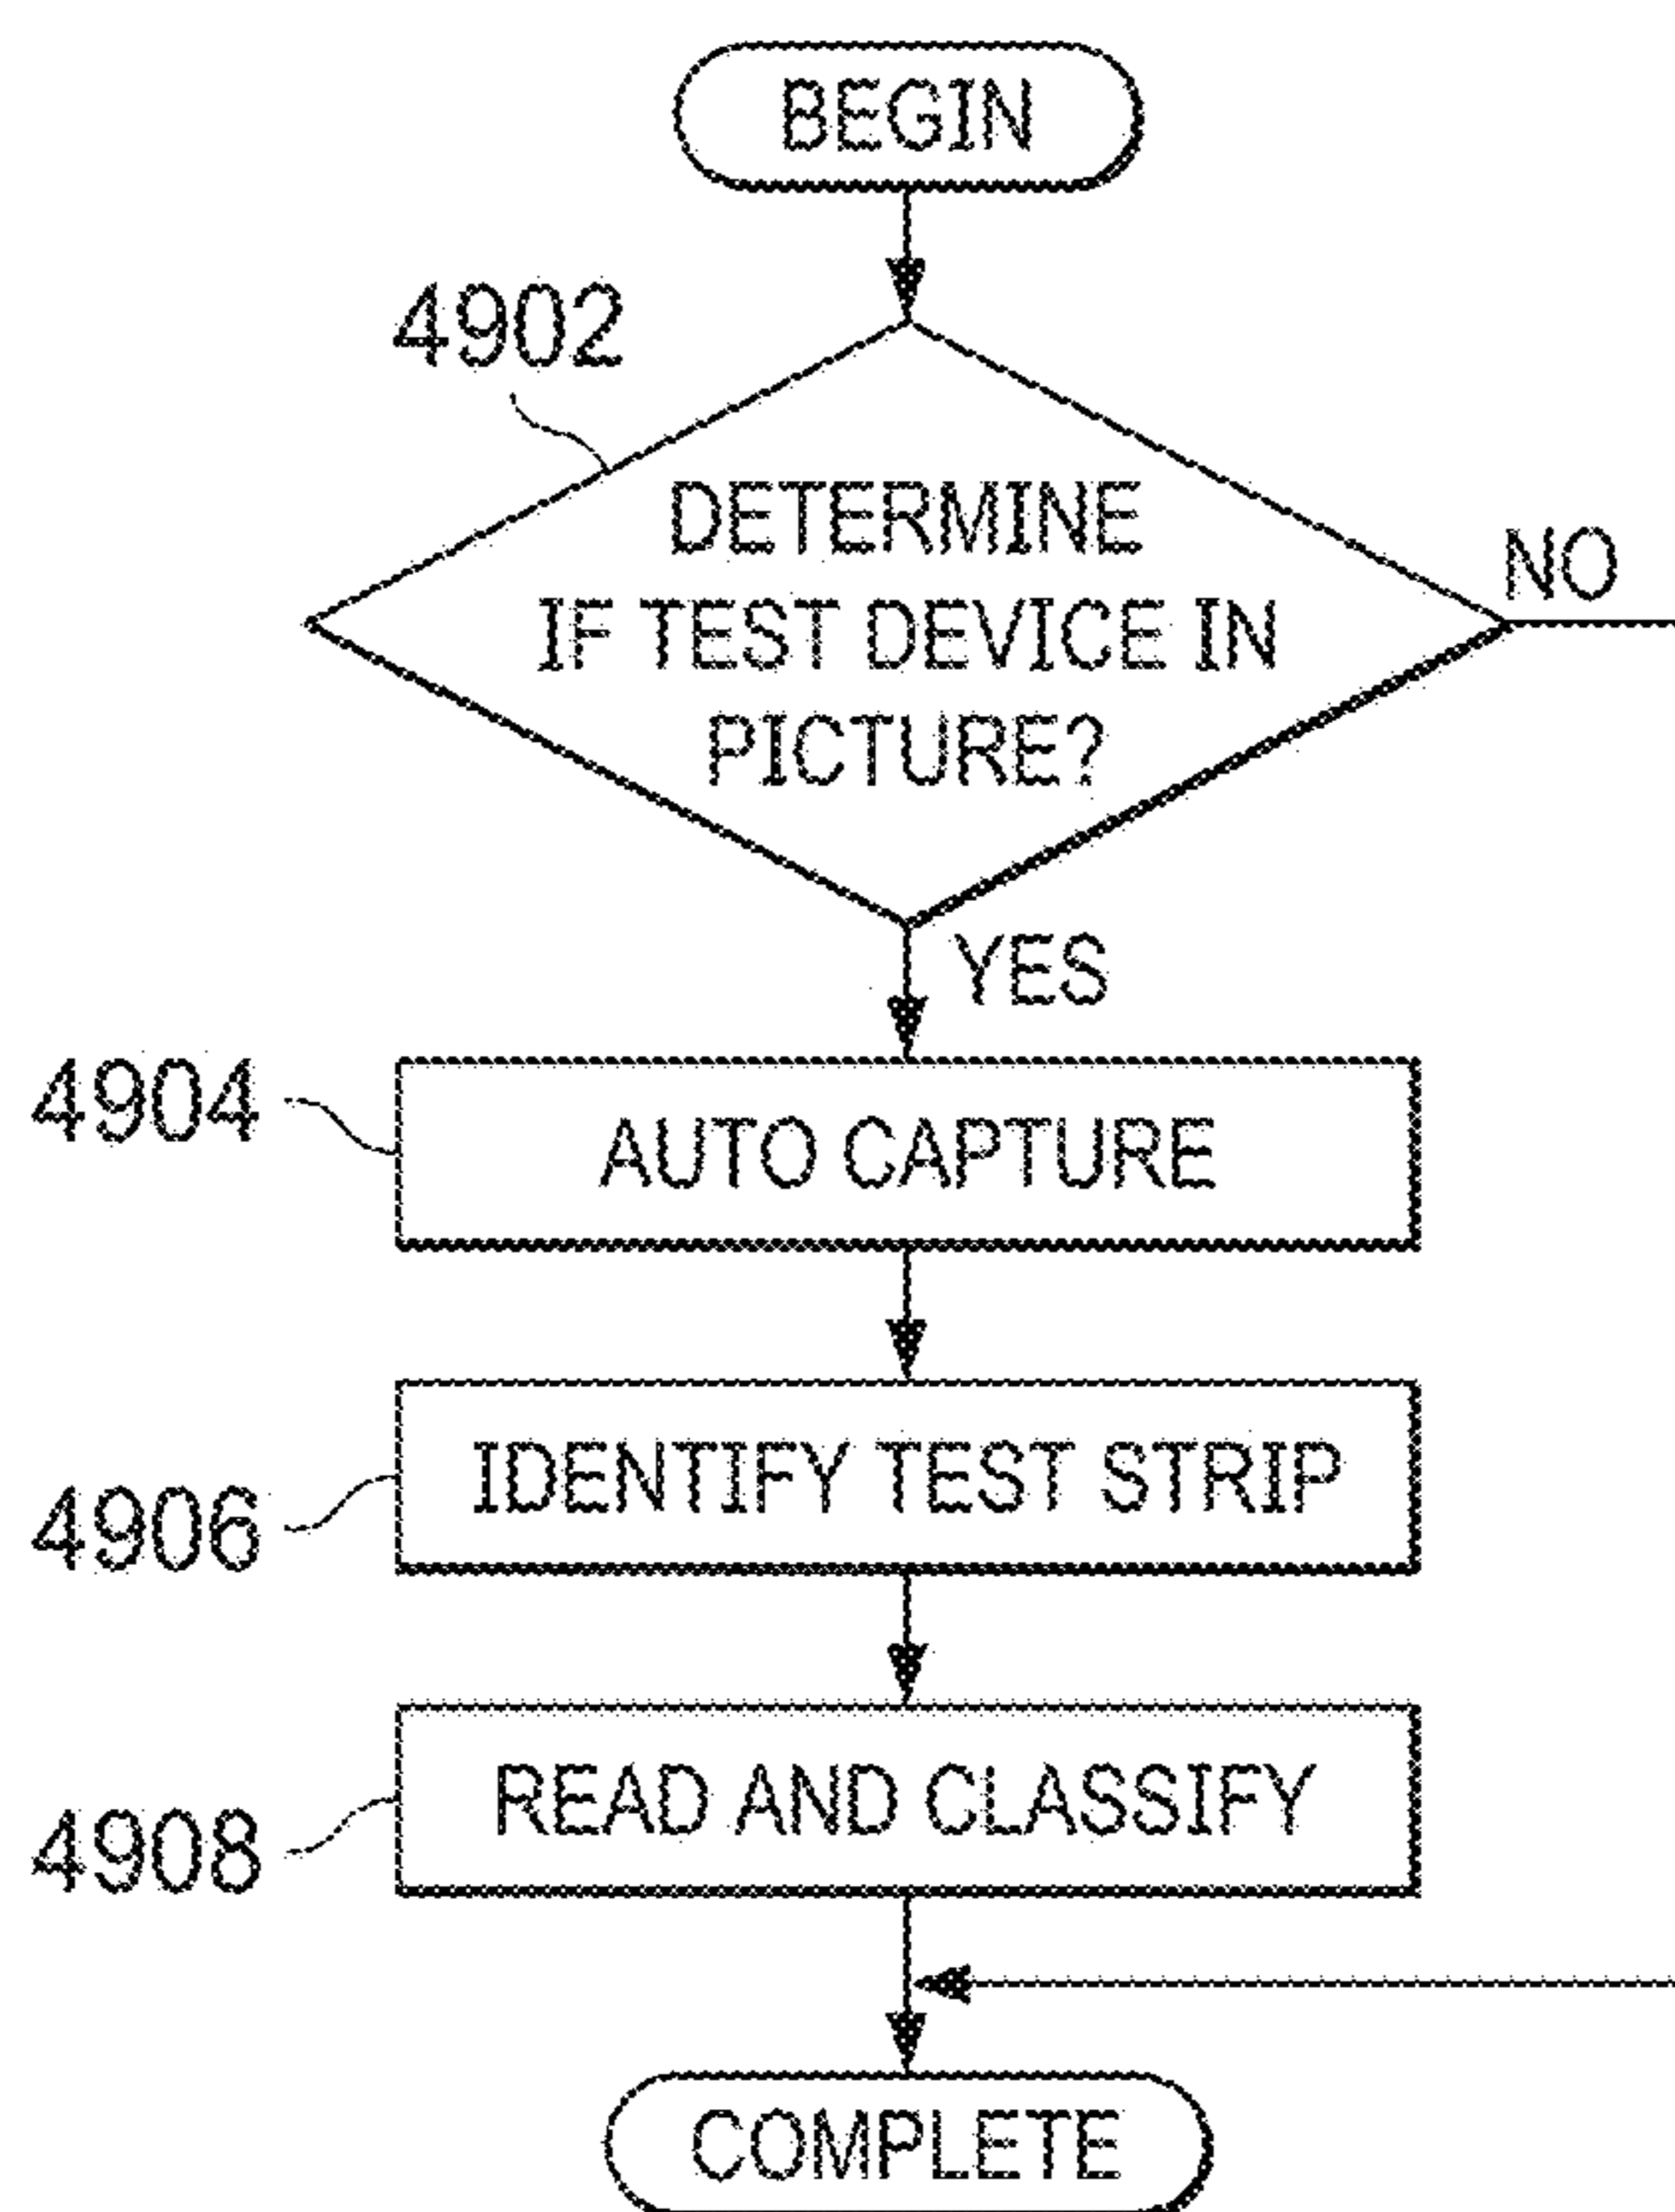 BEGIN
4902
DETERMINE
IF TEST DEVICE IN
PICTURE?
NO
YES
4904
AUTO CAPTURE
IDENTIFY TEST STRIP
4906
READ AND CLASSIFY
4908
COMPLETE